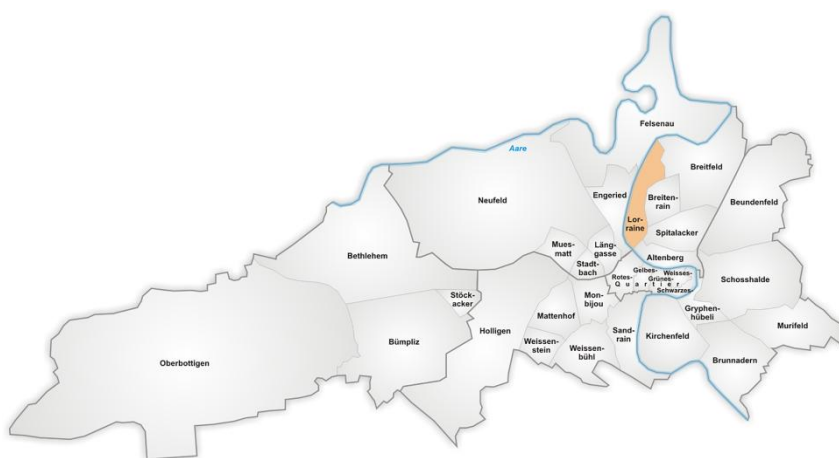 Felsenau
Aare
Breitfeld
Engeried
Breiten-
rain
Neufeld
Beundenfeld
Lor-
raine
Spitalacker
Mues-
matt
Läng-
gasse
Bethlehem
Altenberg
Stadt-
bach
Rotes-
Gelbes-
Weisses-
Grünes-
Quartier
Schwarzes-
Schosshalde
Stöck-
acker
Mon-
bijou
Gryphen-
hübeli
Mattenhof
Holligen
Sand-
rain
Kirchenfeld
Murifeld
Bümpliz
Weissen-
stein
Weissen-
bühl
Oberbottigen
Brunnadern